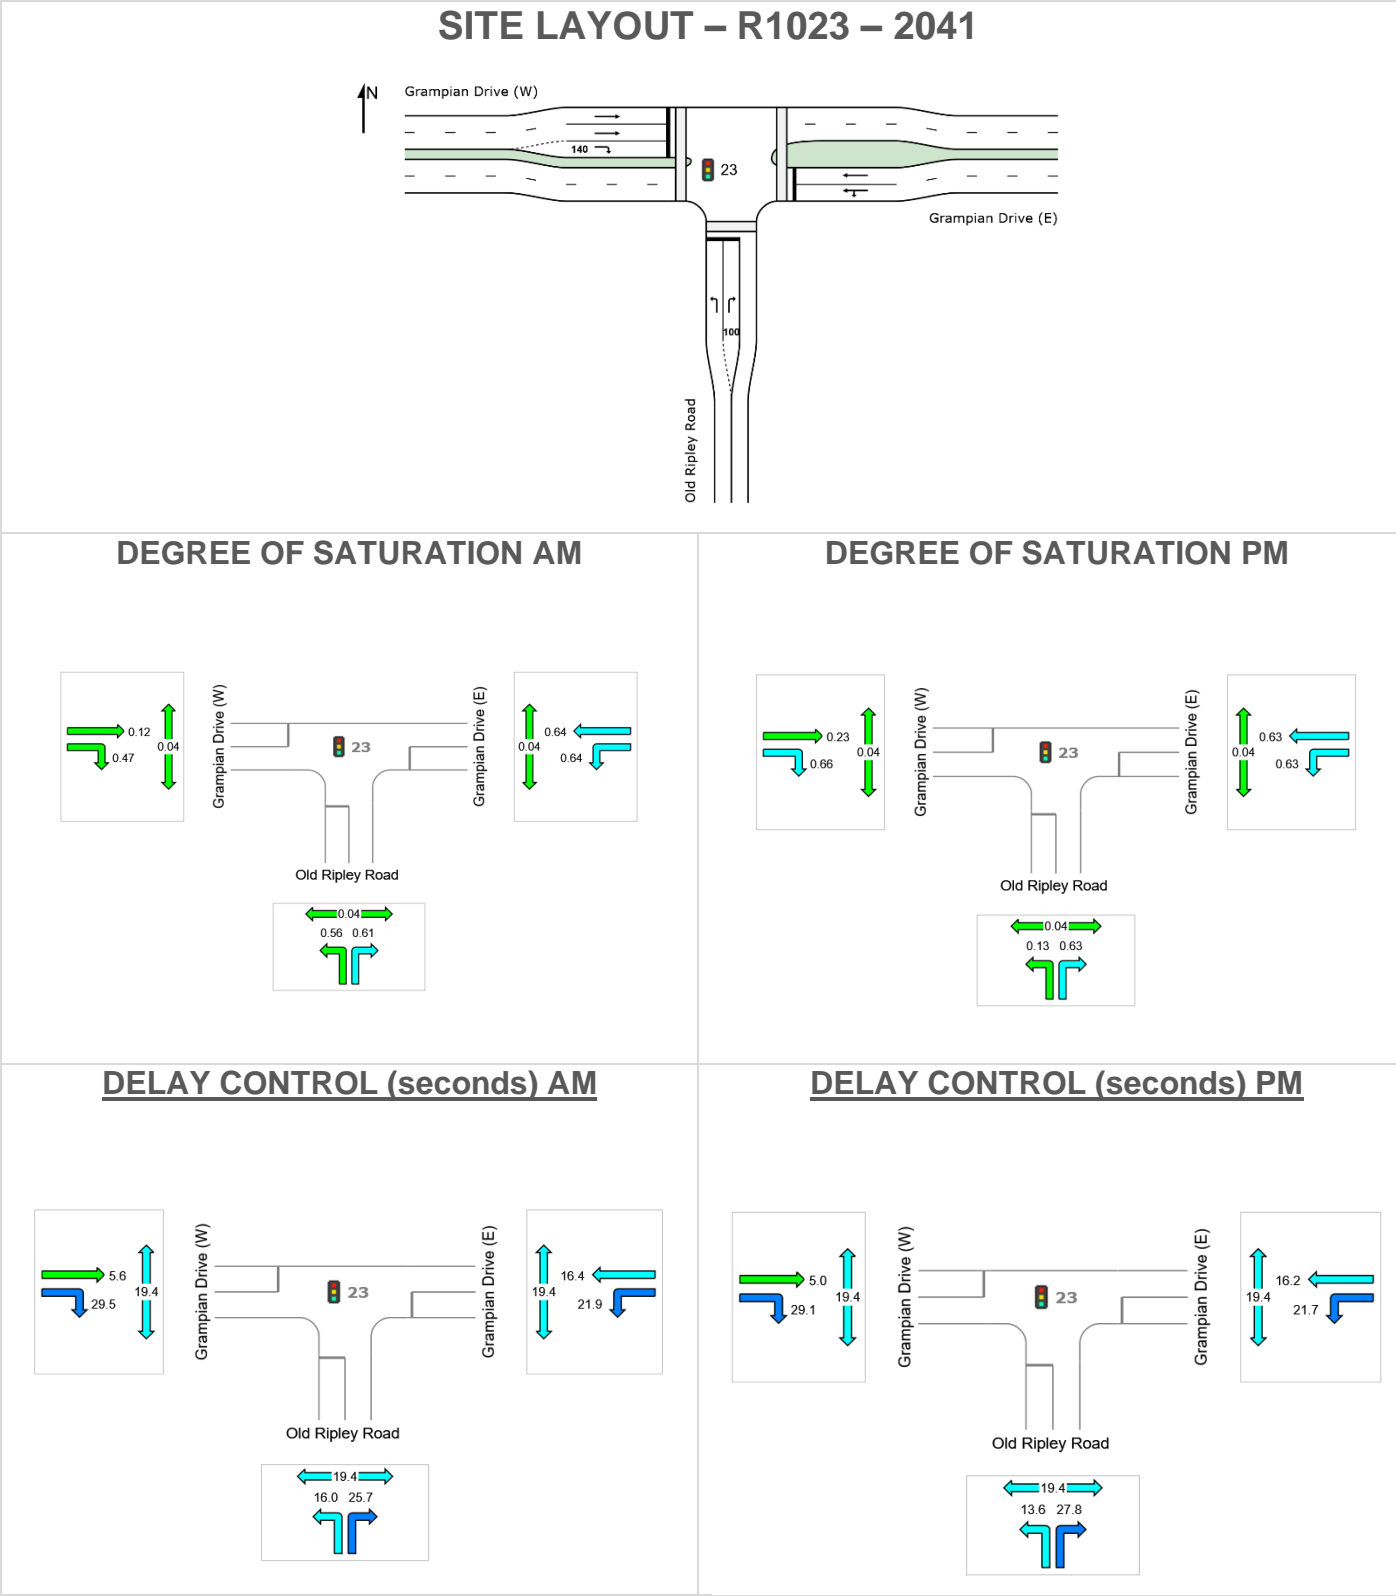 SITE LAYOUT – R1023 – 2041
N
Grampian Drive (W)
140
23
Grampian Drive (E)
100
Old Ripley Road
DEGREE OF SATURATION AM
Grampian Drive (W)
Grampian Drive (E)
0.12
0.04
0.47
23
0.04
0.64
0.64
Old Ripley Road
0.04
0.56 0.61
DEGREE OF SATURATION PM
Grampian Drive (W)
Grampian Drive (E)
0.23
0.04
0.66
23
0.04
0.63
0.63
Old Ripley Road
0.04
0.13 0.63
DELAY CONTROL (seconds) AM
Grampian Drive (W)
Grampian Drive (E)
5.6
19.4
29.5
23
19.4
16.4
21.9
Old Ripley Road
19.4
16.0 25.7
DELAY CONTROL (seconds) PM
Grampian Drive (W)
Grampian Drive (E)
5.0
19.4
29.1
23
19.4
16.2
21.7
Old Ripley Road
19.4
13.6 27.8